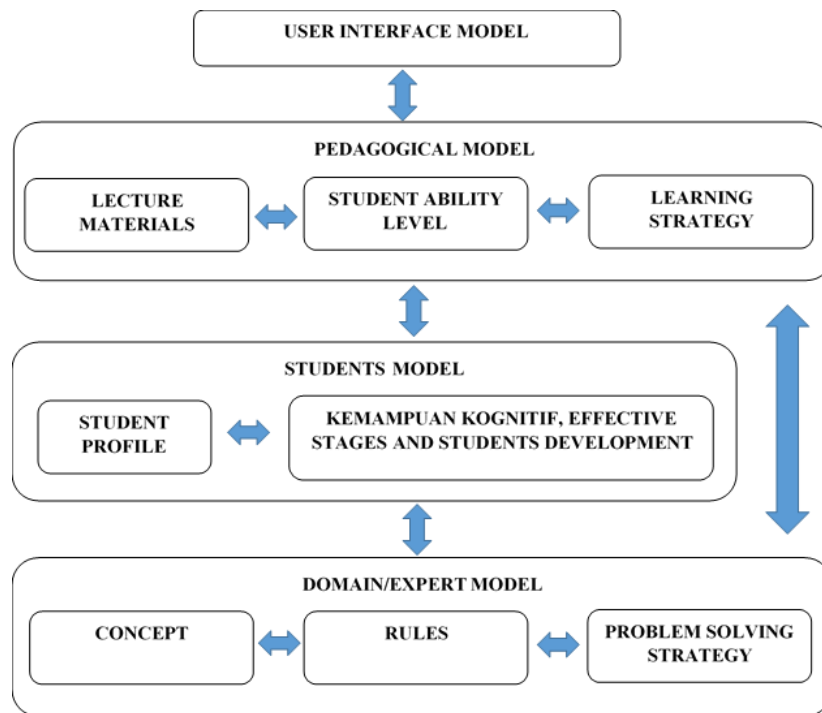 USER INTERFACE MODEL
PEDAGOGICAL MODEL
LECTURE
MATERIALS
STUDENT ABILITY
LEVEL
LEARNING
STRATEGY
STUDENTS MODEL
STUDENT
PROFILE
KEMAMPUAN KOGNITIF, EFFECTIVE
STAGES AND STUDENTS DEVELOPMENT
DOMAIN/EXPERT MODEL
CONCEPT
RULES
PROBLEM SOLVING
STRATEGY